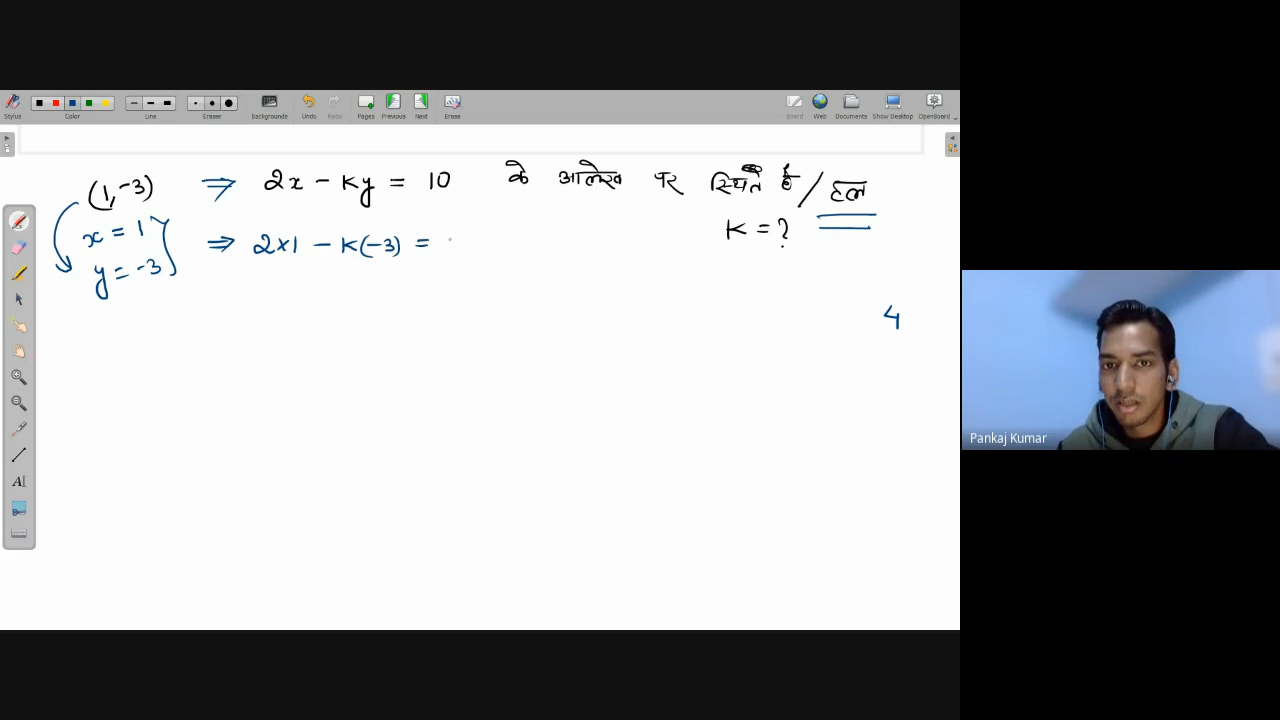 Stylus
Color
Line
Eraser
Backgrounds
Undo
Redo
Pages
Previous
Next
Erase
Board
Web
Documents
Show Desktop
OpenBoard
(1,-3) ⇒ 2x - ky = 10 के आलेख पर स्थित है / हल
K = ?
x = 1
y = -3
⇒ 2×1 - K(-3) =
4
Pankaj Kumar